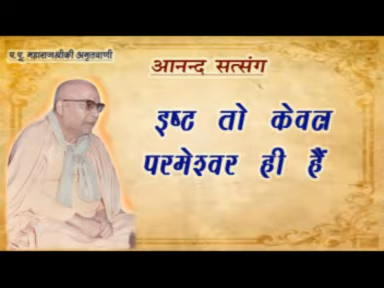 प.पू. महाराजश्रीकी अमृतवाणी
आनन्द सत्संग
इष्ट तो केवल
परमेश्वर ही हैं